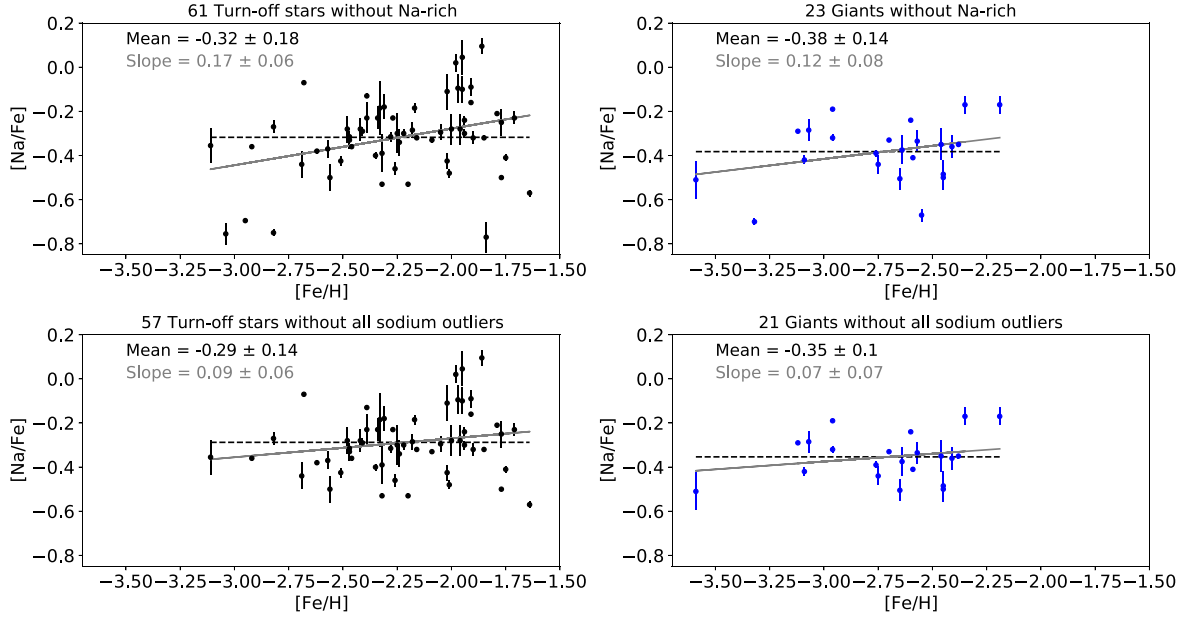 61 Turn-off stars without Na-rich
Mean = -0.32 ± 0.18
Slope = 0.17 ± 0.06
[Na/Fe]
0.2
0.0
−0.2
−0.4
−0.6
−0.8
−3.50 −3.25 −3.00 −2.75 −2.50 −2.25 −2.00 −1.75 −1.50
[Fe/H]
23 Giants without Na-rich
Mean = -0.38 ± 0.14
Slope = 0.12 ± 0.08
[Na/Fe]
0.2
0.0
−0.2
−0.4
−0.6
−0.8
−3.50 −3.25 −3.00 −2.75 −2.50 −2.25 −2.00 −1.75 −1.50
[Fe/H]
57 Turn-off stars without all sodium outliers
Mean = -0.29 ± 0.14
Slope = 0.09 ± 0.06
[Na/Fe]
0.2
0.0
−0.2
−0.4
−0.6
−0.8
−3.50 −3.25 −3.00 −2.75 −2.50 −2.25 −2.00 −1.75 −1.50
[Fe/H]
21 Giants without all sodium outliers
Mean = -0.35 ± 0.1
Slope = 0.07 ± 0.07
[Na/Fe]
0.2
0.0
−0.2
−0.4
−0.6
−0.8
−3.50 −3.25 −3.00 −2.75 −2.50 −2.25 −2.00 −1.75 −1.50
[Fe/H]